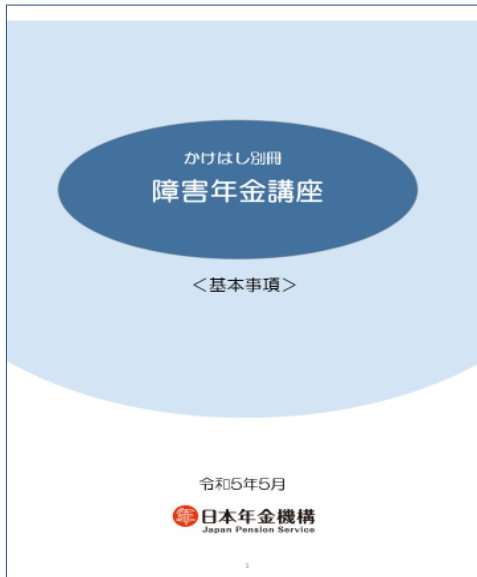 かけはし別冊
障害年金講座
＜基本事項＞
令和5年5月
年
日本年金機構
Japan Pension Service
1